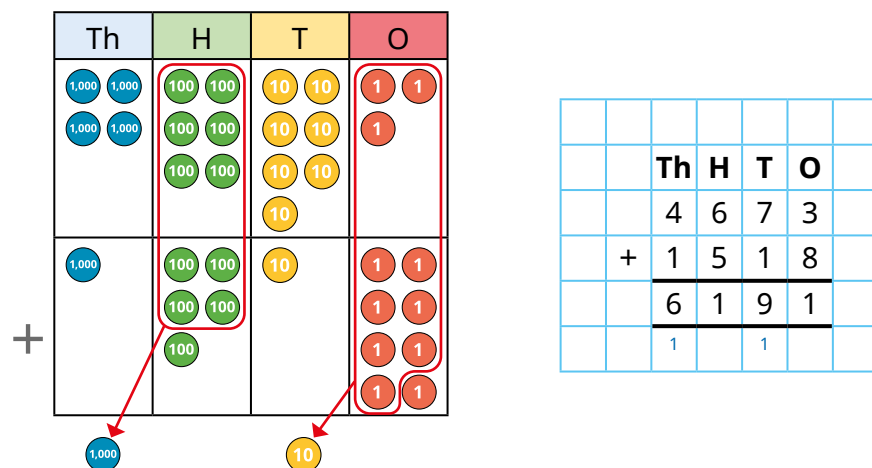 Th H T O
1,000 1,000 100 100 10 10 1 1
1,000 1,000 100 100 10 10 1
100 100 10 10
10
1,000 100 100 10 1 1
100 100 1 1
+ 100 1 1
1 1
1,000 10
Th H T O
4 6 7 3
+ 1 5 1 8
6 1 9 1
1 1